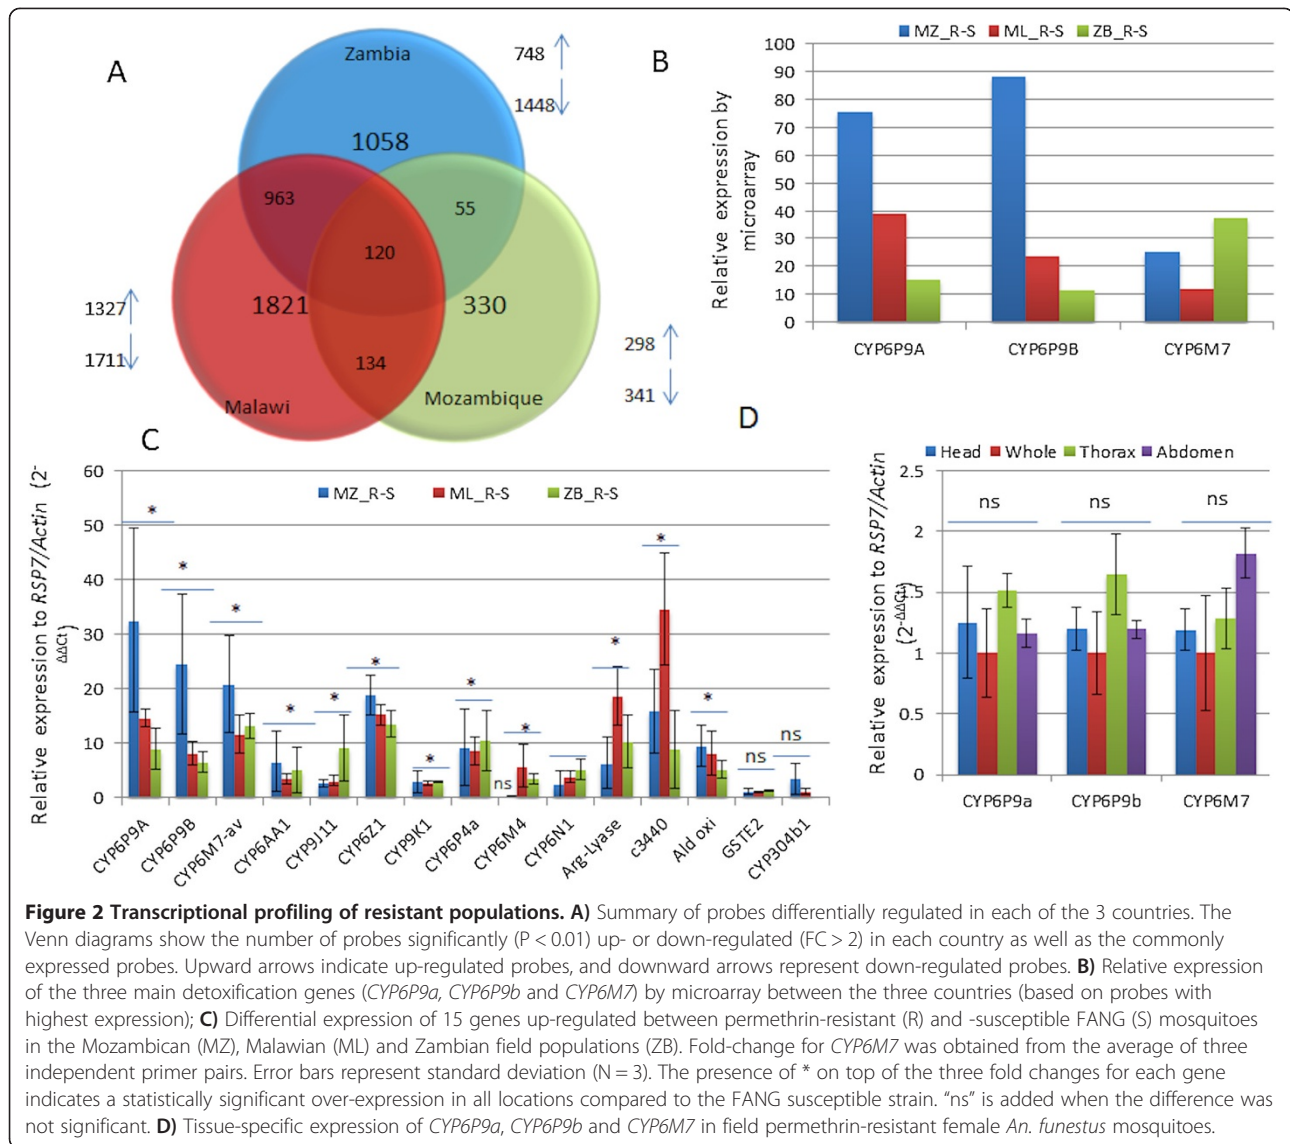 A
Zambia
748
1448
1058
963
55
120
1327
1821
330
1711
134
298
341
Malawi
Mozambique
B
MZ_R-S ML_R-S ZB_R-S
Relative expression by
microarray
100
90
80
70
60
50
40
30
20
10
0
CYP6P9A CYP6P9B CYP6M7
C
Relative expression to RSP7/Actin (2-
ΔΔCt)
60
50
40
30
20
10
0
MZ_R-S ML_R-S ZB_R-S
* * * * * * * * ns * * * * ns ns
CYP6P9A CYP6P9B CYP6M7-av CYP6AA1 CYP9J11 CYP6Z1 CYP9K1 CYP6P4a CYP6M4 CYP6N1 Arg-Lyase c3440 Ald oxi GSTE2 CYP304b1
D
Head Whole Thorax Abdomen
Relative expression to RSP7/Actin
(2-ΔΔCt)
2.5
2
1.5
1
0.5
0
ns ns ns
CYP6P9a CYP6P9b CYP6M7
Figure 2 Transcriptional profiling of resistant populations. A) Summary of probes differentially regulated in each of the 3 countries. The
Venn diagrams show the number of probes significantly (P < 0.01) up- or down-regulated (FC > 2) in each country as well as the commonly
expressed probes. Upward arrows indicate up-regulated probes, and downward arrows represent down-regulated probes. B) Relative expression
of the three main detoxification genes (CYP6P9a, CYP6P9b and CYP6M7) by microarray between the three countries (based on probes with
highest expression); C) Differential expression of 15 genes up-regulated between permethrin-resistant (R) and -susceptible FANG (S) mosquitoes
in the Mozambican (MZ), Malawian (ML) and Zambian field populations (ZB). Fold-change for CYP6M7 was obtained from the average of three
independent primer pairs. Error bars represent standard deviation (N = 3). The presence of * on top of the three fold changes for each gene
indicates a statistically significant over-expression in all locations compared to the FANG susceptible strain. “ns” is added when the difference was
not significant. D) Tissue-specific expression of CYP6P9a, CYP6P9b and CYP6M7 in field permethrin-resistant female An. funestus mosquitoes.